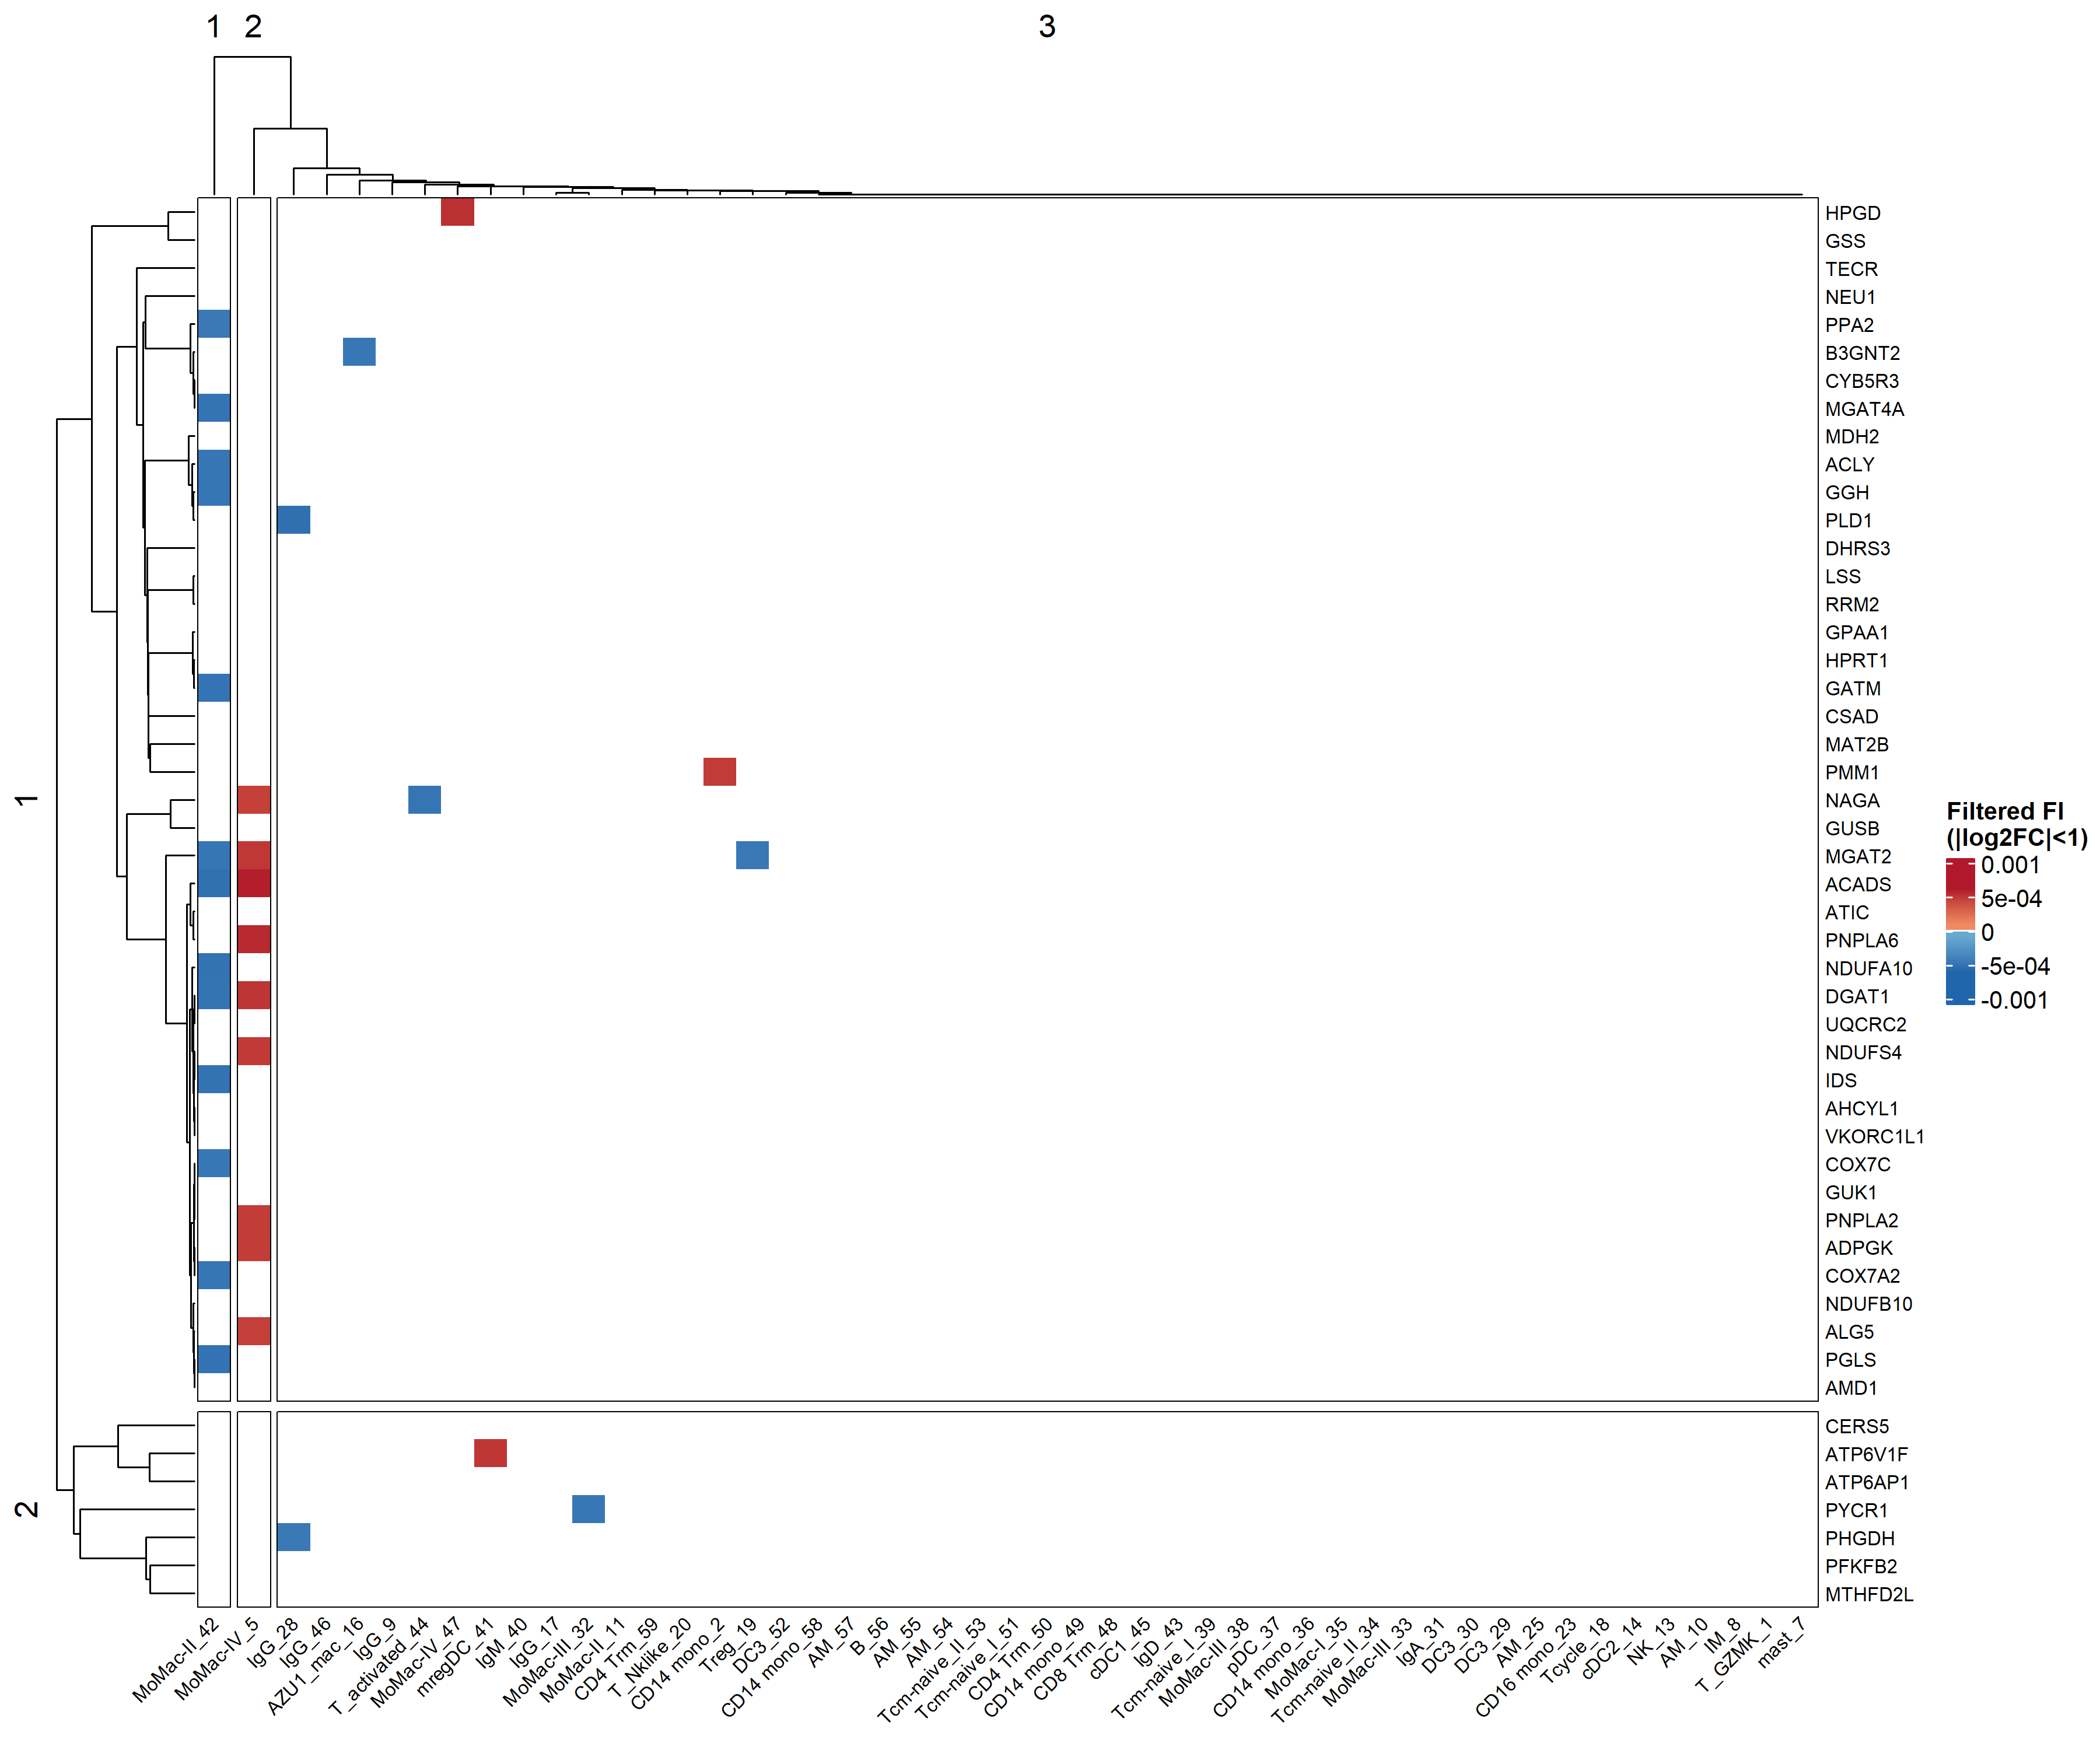 1
2
3
HPGD
GSS
TECR
NEU1
PPA2
B3GNT2
CYB5R3
MGAT4A
MDH2
ACLY
GGH
PLD1
DHRS3
LSS
RRM2
GPAA1
HPRT1
GATM
CSAD
MAT2B
PMM1
NAGA
GUSB
MGAT2
ACADS
ATIC
PNPLA6
NDUFA10
DGAT1
UQCRC2
NDUFS4
IDS
AHCYL1
VKORC1L1
COX7C
GUK1
PNPLA2
ADPGK
COX7A2
NDUFB10
ALG5
PGLS
AMD1
CERS5
ATP6V1F
ATP6AP1
PYCR1
PHGDH
PFKFB2
MTHFD2L
1
2
Filtered FI
(|log2FC|<1)
0.001
5e-04
0
-5e-04
-0.001
MoMac-II_42
MoMac-IV_5
IgG_28
IgG_46
AZU1_mac_16
IgG_9
T_activated_44
MoMac-IV_47
mregDC_41
IgM_40
IgG_17
MoMac-III_32
MoMac-II_11
CD4 Trm_59
T_Nklike_20
CD14 mono_2
Treg_19
DC3_52
CD14 mono_58
AM_57
B_56
AM_55
AM_54
Tcm-naive_II_53
Tcm-naive_I_51
CD4 Trm_50
CD14 mono_49
CD8 Trm_48
cDC1_45
IgD_43
Tcm-naive_I_39
MoMac-III_38
pDC_37
CD14 mono_36
MoMac-I_35
Tcm-naive_II_34
MoMac-III_33
IgA_31
DC3_30
DC3_29
AM_25
CD16 mono_23
Tcycle_18
cDC2_14
NK_13
AM_10
IM_8
T_GZMK_1
mast_7